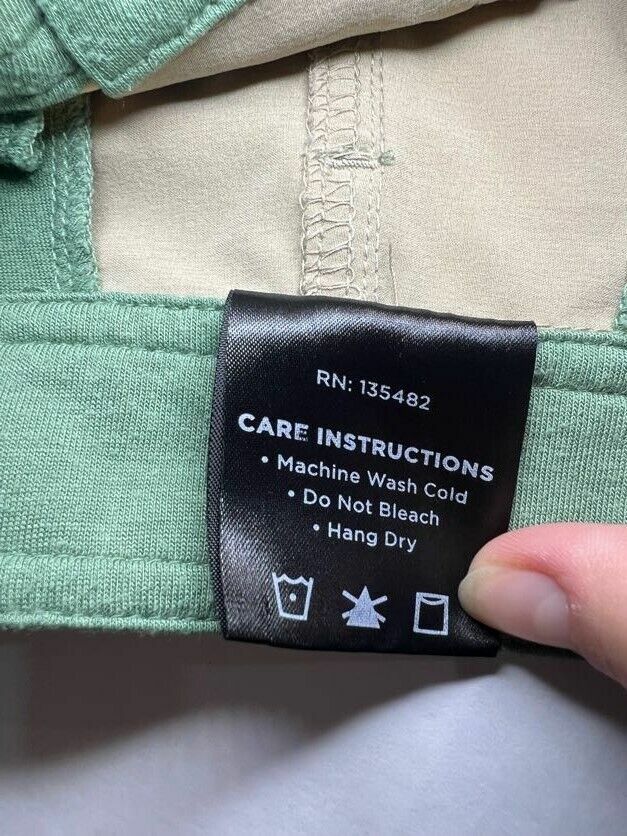 RN: 135482
CARE INSTRUCTIONS
• Machine Wash Cold
• Do Not Bleach
• Hang Dry